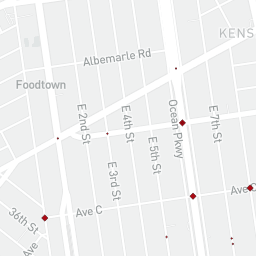 KENS
Albemarle Rd
Foodtown
E 2nd St
E 4th St
Ocean Pkwy
E 7th St
E 5th St
E 3rd St
Ave C
Ave C
36th St
Ave